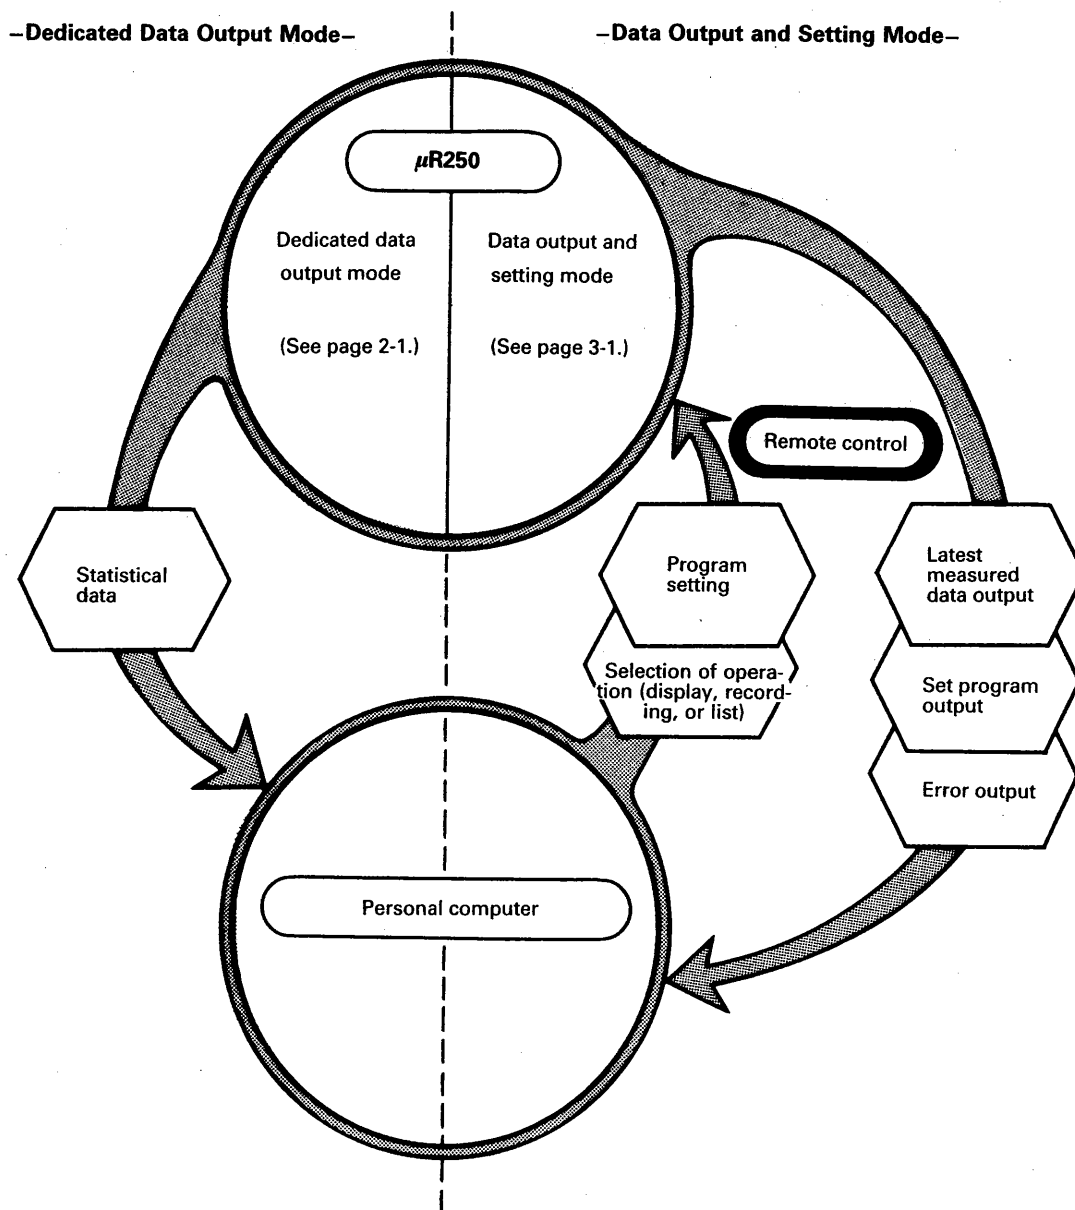 –Dedicated Data Output Mode–
–Data Output and Setting Mode–
μR250
Dedicated data
output mode
(See page 2-1.)
Data output and
setting mode
(See page 3-1.)
Remote control
Statistical
data
Program
setting
Selection of opera-
tion (display, record-
ing, or list)
Latest
measured
data output
Set program
output
Error output
Personal computer